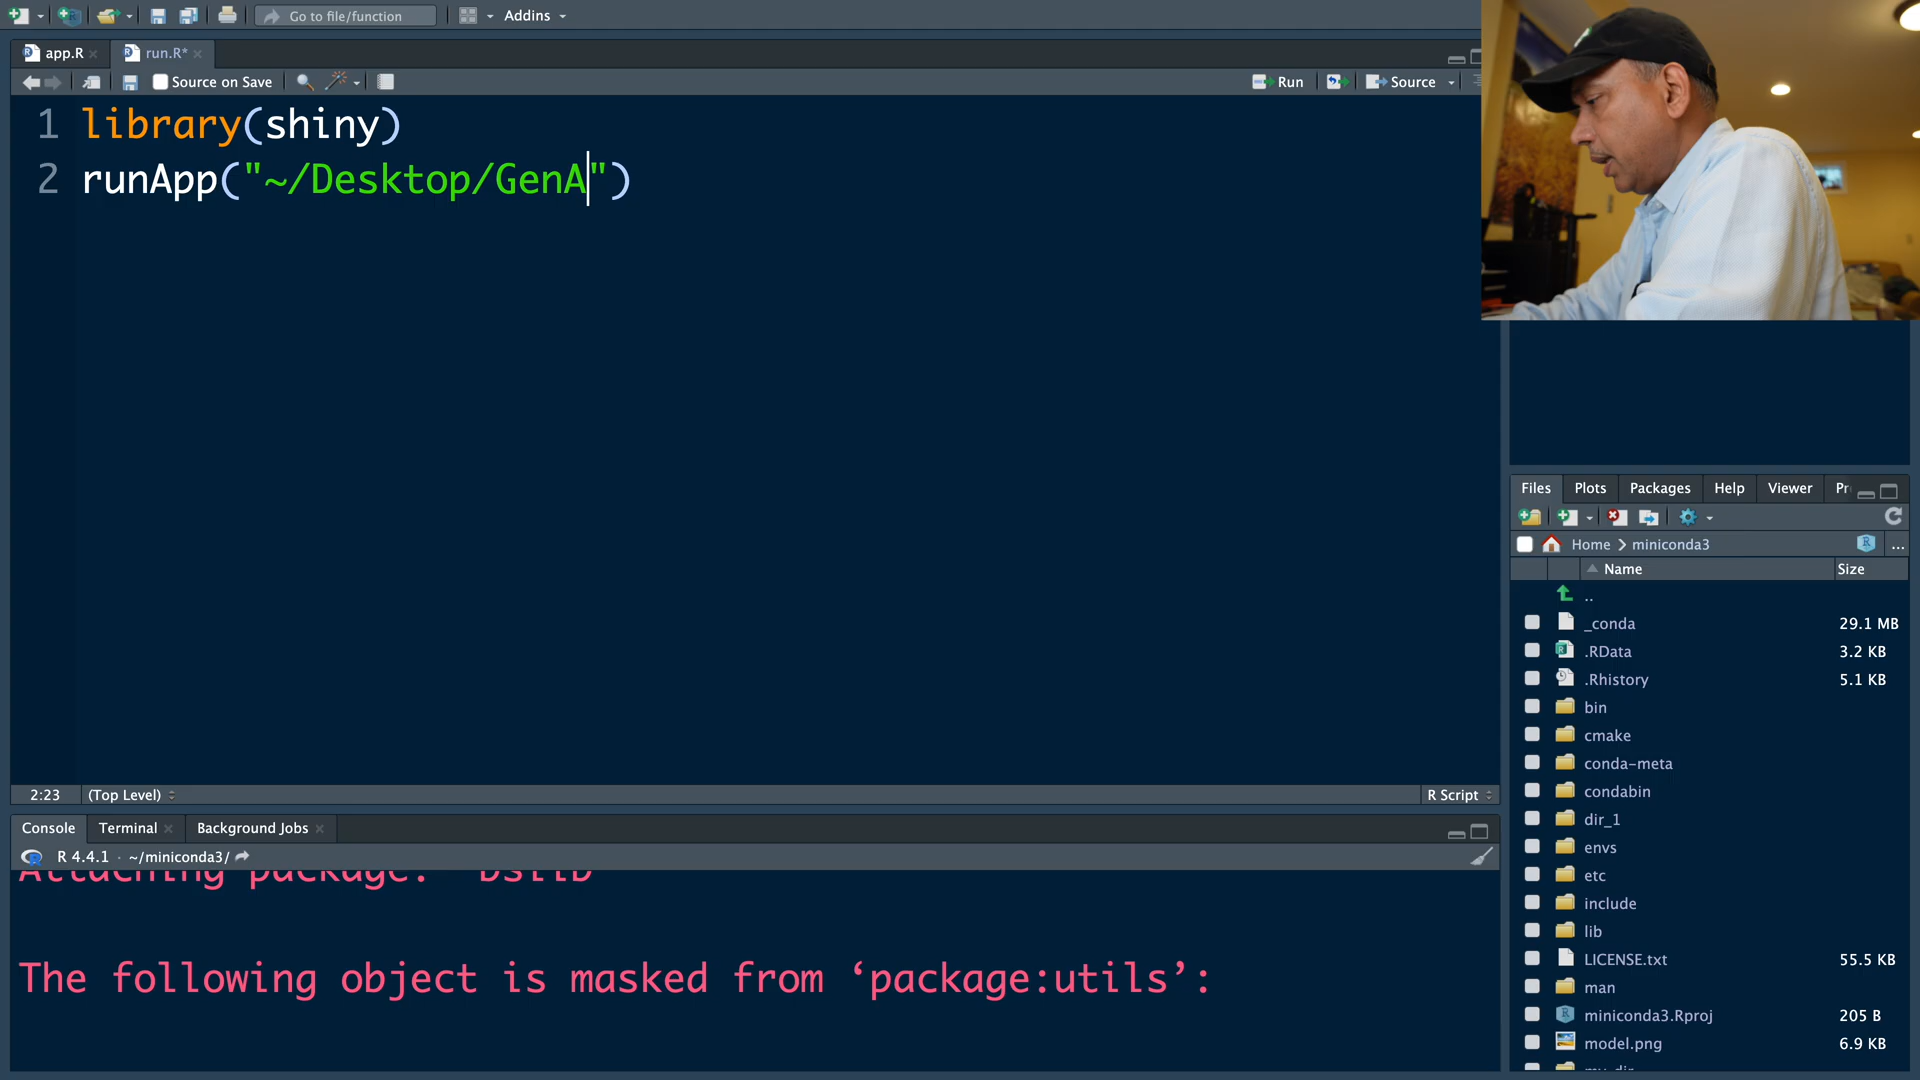 Go to file/function
Addins
app.R
run.R*
Source on Save
Run
Source
1 library(shiny)
2 runApp("~/Desktop/GenA")
2:23
(Top Level)
R Script
Console
Terminal
Background Jobs
R 4.4.1 · ~/miniconda3/
Attaching package: ‘bslib’
The following object is masked from ‘package:utils’:
Files
Plots
Packages
Help
Viewer
Home
miniconda3
...
Name
Size
..
_conda 29.1 MB
.RData 3.2 KB
.Rhistory 5.1 KB
bin
cmake
conda-meta
condabin
dir_1
envs
etc
include
lib
LICENSE.txt 55.5 KB
man
miniconda3.Rproj 205 B
model.png 6.9 KB